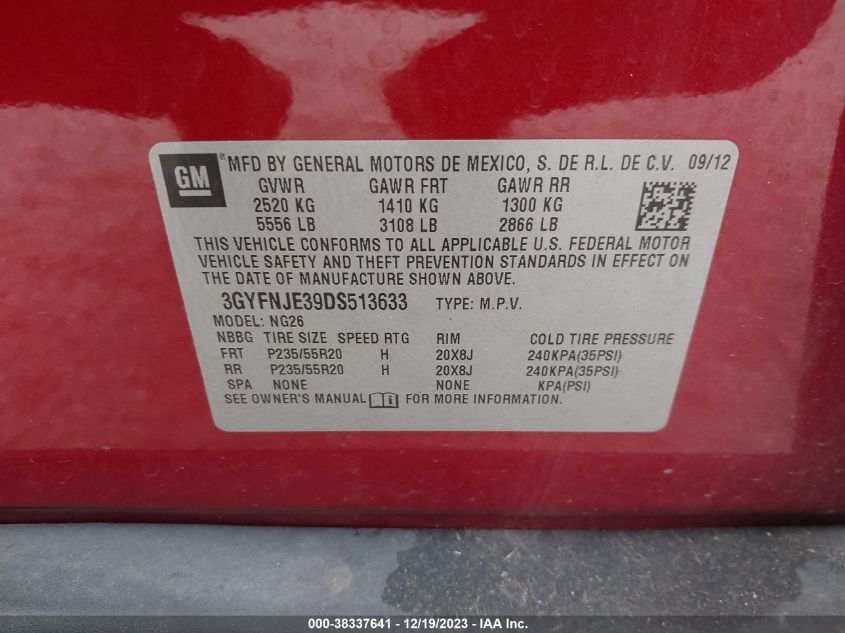 GM ® MFD BY GENERAL MOTORS DE MEXICO, S. DE R.L. DE C.V. 09/12
GVWR GAWR FRT GAWR RR
2520 KG 1410 KG 1300 KG
5556 LB 3108 LB 2866 LB
THIS VEHICLE CONFORMS TO ALL APPLICABLE U.S. FEDERAL MOTOR
VEHICLE SAFETY AND THEFT PREVENTION STANDARDS IN EFFECT ON
THE DATE OF MANUFACTURE SHOWN ABOVE.
3GYFNJE39DS513633 TYPE: M.P.V.
MODEL: NG26
NBBG TIRE SIZE SPEED RTG RIM COLD TIRE PRESSURE
FRT P235/55R20 H 20X8J 240KPA(35PSI)
RR P235/55R20 H 20X8J 240KPA(35PSI)
SPA NONE NONE KPA(PSI)
SEE OWNER'S MANUAL FOR MORE INFORMATION.
000-38337641 - 12/19/2023 - IAA Inc.